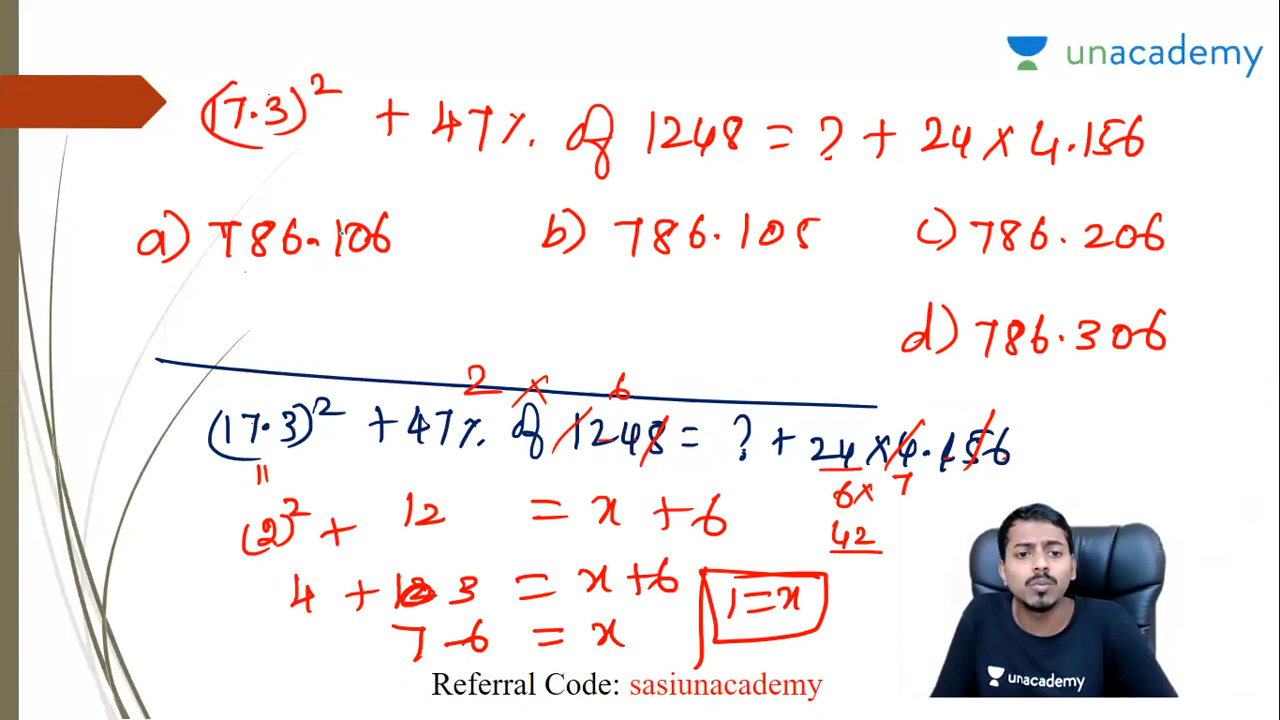 unacademy
(17.3)² + 47%. of 1248 = ? + 24 × 4.156
a) 786.106 b) 786.105 c) 786.206
d) 786.306
2 × 6
(17.3)² + 47%. of 1248 = ? + 24 × 4.156
11 6× 7
(2)² + 12 = x + 6 42
4 + 3 = x + 6 1 = x
7 - 6 = x
unacademy
Referral Code: sasiunacademy